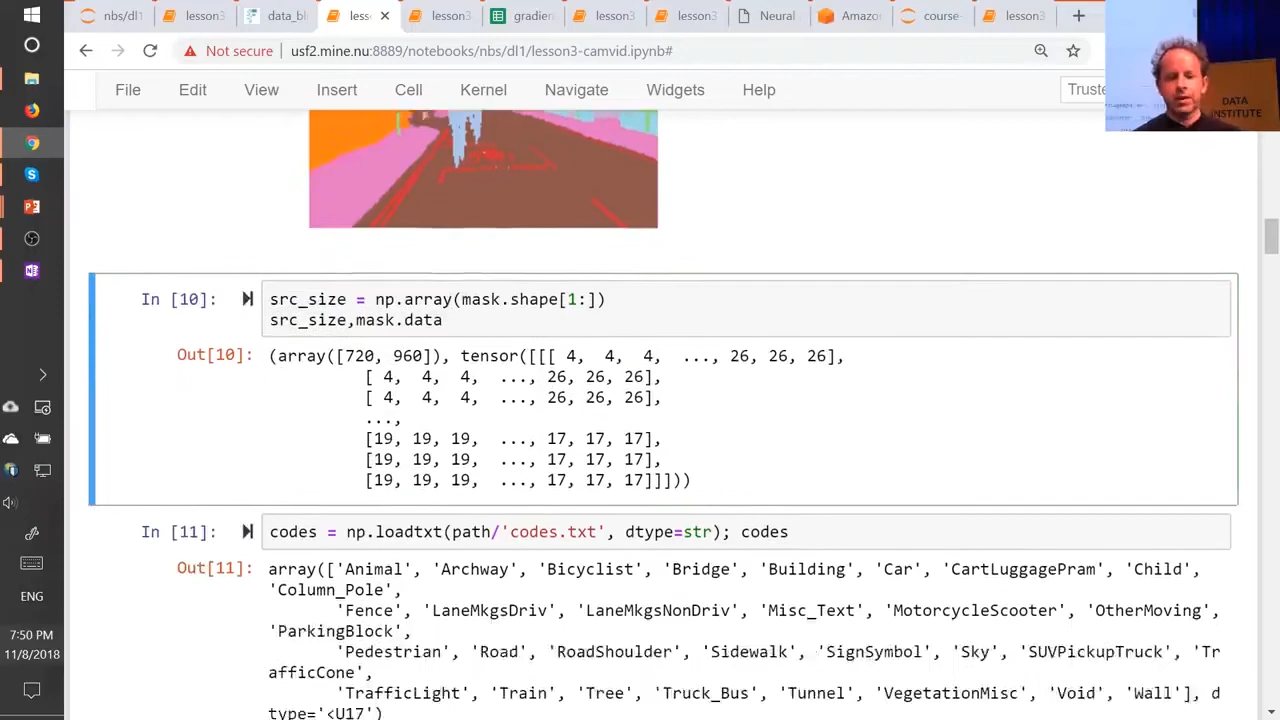 nbs/dl1
lesson3
data_bl
less
lesson3
gradien
lesson3
lesson3
Neural
Amazo
course-
lesson3
Not secure
usf2.mine.nu:8889/notebooks/nbs/dl1/lesson3-camvid.ipynb#
File Edit View Insert Cell Kernel Navigate Widgets Help
Truste
DATA
INSTITUTE
In [10]:
src_size = np.array(mask.shape[1:])
src_size,mask.data
Out[10]:
(array([720, 960]), tensor([[[ 4, 4, 4, ..., 26, 26, 26],
[ 4, 4, 4, ..., 26, 26, 26],
[ 4, 4, 4, ..., 26, 26, 26],
...,
[19, 19, 19, ..., 17, 17, 17],
[19, 19, 19, ..., 17, 17, 17],
[19, 19, 19, ..., 17, 17, 17]]]))
In [11]:
codes = np.loadtxt(path/'codes.txt', dtype=str); codes
Out[11]:
array(['Animal', 'Archway', 'Bicyclist', 'Bridge', 'Building', 'Car', 'CartLuggagePram', 'Child',
'Column_Pole',
'Fence', 'LaneMkgsDriv', 'LaneMkgsNonDriv', 'Misc_Text', 'MotorcycleScooter', 'OtherMoving',
'ParkingBlock',
'Pedestrian', 'Road', 'RoadShoulder', 'Sidewalk', 'SignSymbol', 'Sky', 'SUVPickupTruck', 'Tr
afficCone',
'TrafficLight', 'Train', 'Tree', 'Truck_Bus', 'Tunnel', 'VegetationMisc', 'Void', 'Wall'], d
type='<U17')
ENG
7:50 PM
11/8/2018